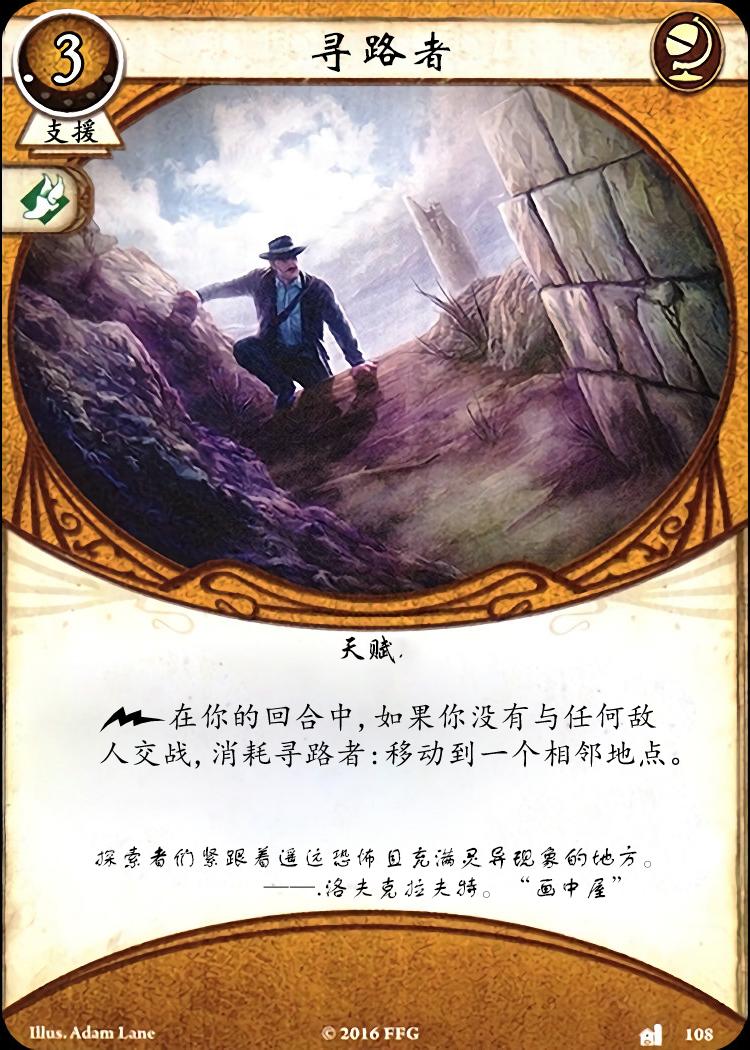 3
寻路者
支援
天赋.
在你的回合中,如果你没有与任何敌
人交战,消耗寻路者:移动到一个相邻地点。
探索者们紧跟着遥远恐怖且充满灵异现象的地方。
——.洛夫克拉夫特。“画中屋”
Illus. Adam Lane
© 2016 FFG
108